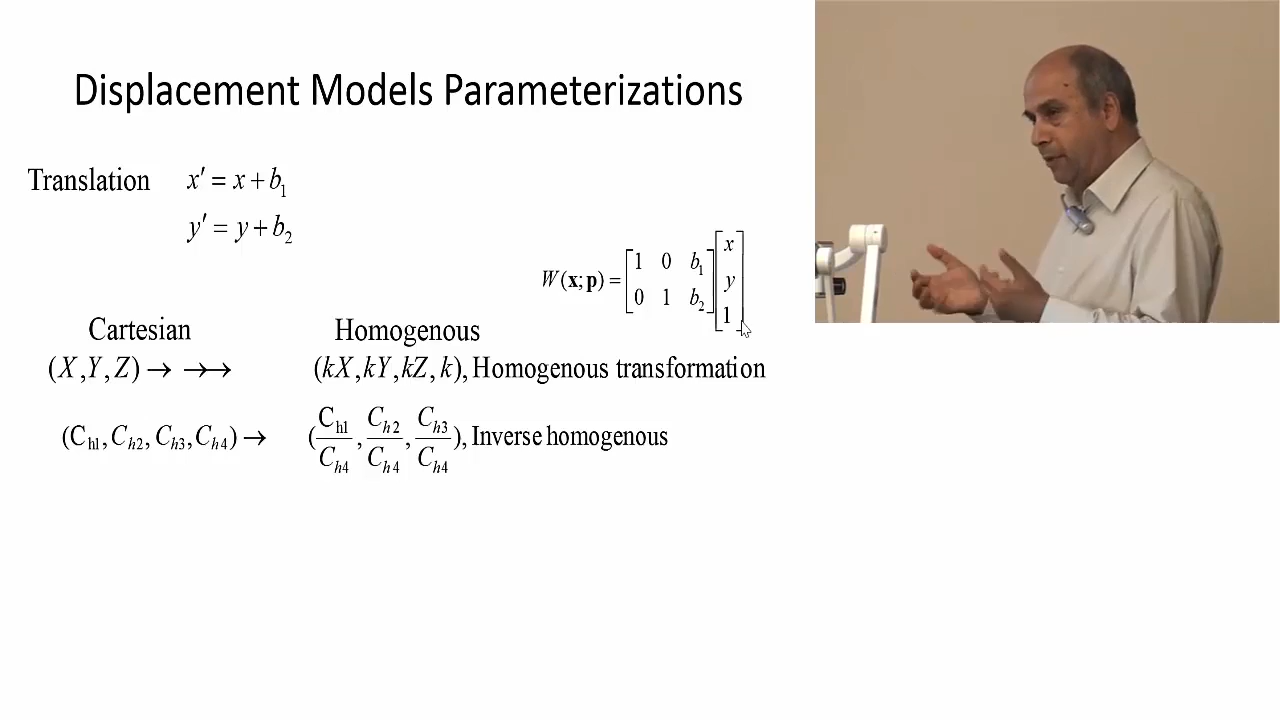 Displacement Models Parameterizations
Translation x′ = x + b₁
y′ = y + b₂
W(x;p) = [1 0 b₁; 0 1 b₂] [x; y; 1]
Cartesian Homogenous
(X,Y,Z) → →→ (kX,kY,kZ,k), Homogenous transformation
(C_h1, C_h2, C_h3, C_h4) → (C_h1/C_h4, C_h2/C_h4, C_h3/C_h4), Inverse homogenous